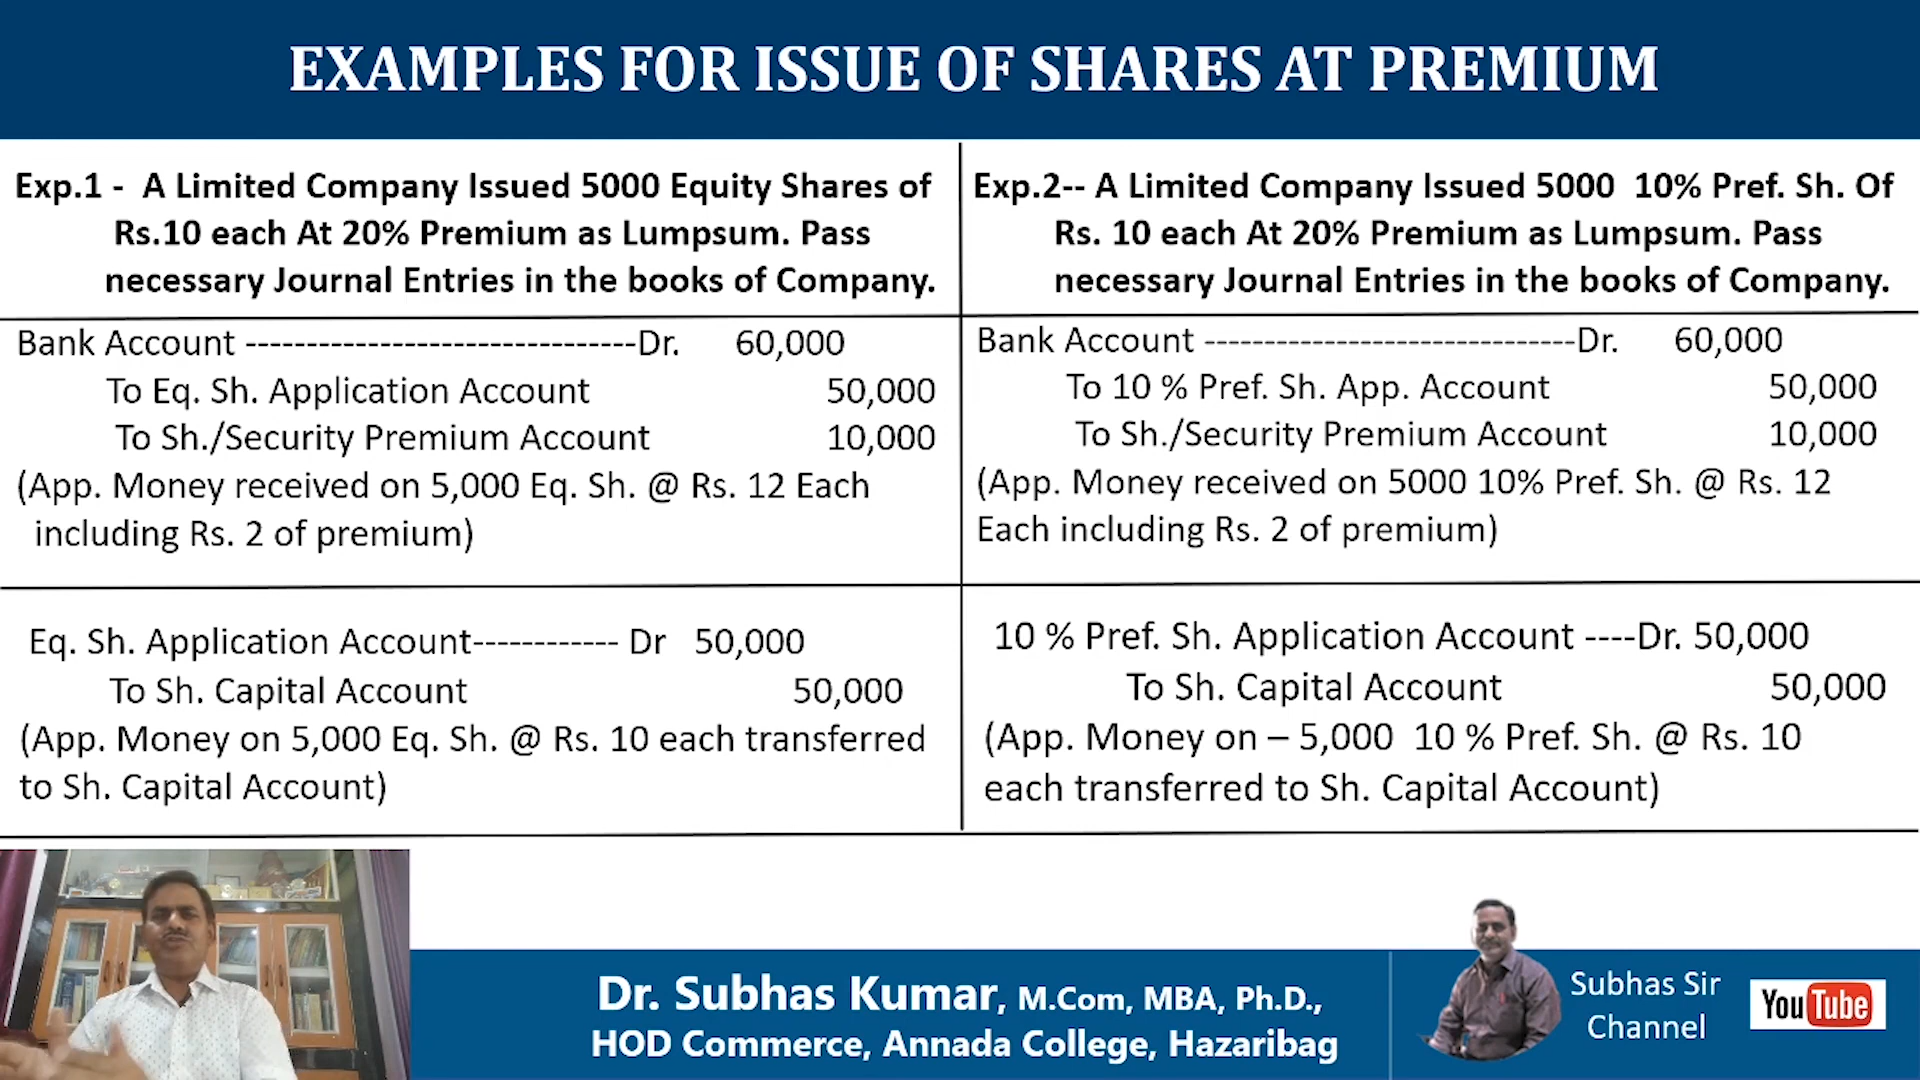 EXAMPLES FOR ISSUE OF SHARES AT PREMIUM
Exp.1 - A Limited Company Issued 5000 Equity Shares of
Rs.10 each At 20% Premium as Lumpsum. Pass
necessary Journal Entries in the books of Company.
Bank Account --------------------------------Dr. 60,000
To Eq. Sh. Application Account 50,000
To Sh./Security Premium Account 10,000
(App. Money received on 5,000 Eq. Sh. @ Rs. 12 Each
including Rs. 2 of premium)
Eq. Sh. Application Account------------ Dr 50,000
To Sh. Capital Account 50,000
(App. Money on 5,000 Eq. Sh. @ Rs. 10 each transferred
to Sh. Capital Account)
Exp.2-- A Limited Company Issued 5000 10% Pref. Sh. Of
Rs. 10 each At 20% Premium as Lumpsum. Pass
necessary Journal Entries in the books of Company.
Bank Account ------------------------------Dr. 60,000
To 10 % Pref. Sh. App. Account 50,000
To Sh./Security Premium Account 10,000
(App. Money received on 5000 10% Pref. Sh. @ Rs. 12
Each including Rs. 2 of premium)
10 % Pref. Sh. Application Account ----Dr. 50,000
To Sh. Capital Account 50,000
(App. Money on – 5,000 10 % Pref. Sh. @ Rs. 10
each transferred to Sh. Capital Account)
Dr. Subhas Kumar, M.Com, MBA, Ph.D.,
HOD Commerce, Annada College, Hazaribag
Subhas Sir
Channel
YouTube